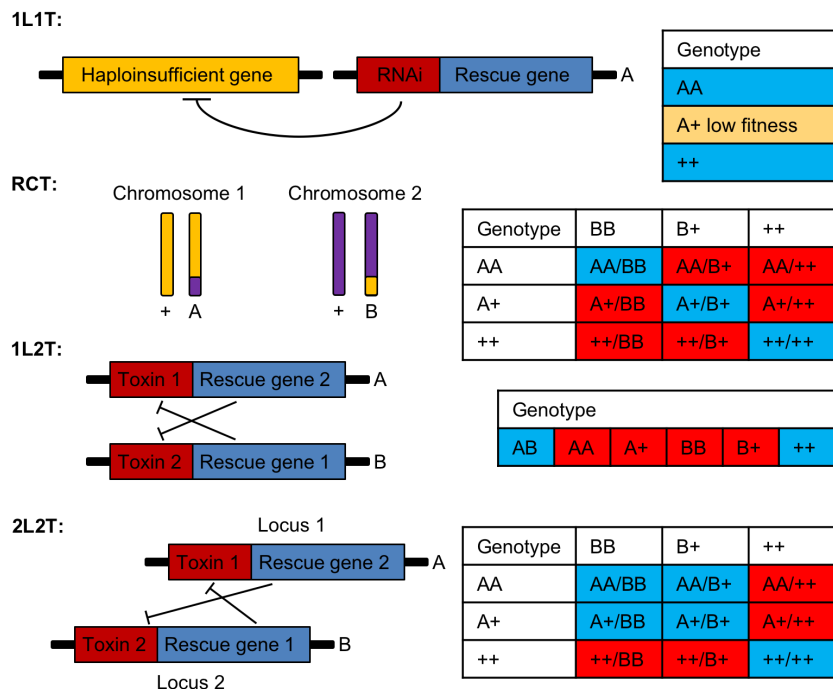 1L1T:
Haploinsufficient gene
RNAi
Rescue gene
A
Genotype
AA
A+ low fitness
++
RCT:
Chromosome 1
Chromosome 2
+ A
+ B
Genotype BB B+ ++
AA AA/BB AA/B+ AA/++
A+ A+/BB A+/B+ A+/++
++ ++/BB ++/B+ ++/++
1L2T:
Toxin 1 Rescue gene 2 A
Toxin 2 Rescue gene 1 B
Genotype
AB AA A+ BB B+ ++
2L2T:
Locus 1
Toxin 1 Rescue gene 2 A
Toxin 2 Rescue gene 1 B
Locus 2
Genotype BB B+ ++
AA AA/BB AA/B+ AA/++
A+ A+/BB A+/B+ A+/++
++ ++/BB ++/B+ ++/++